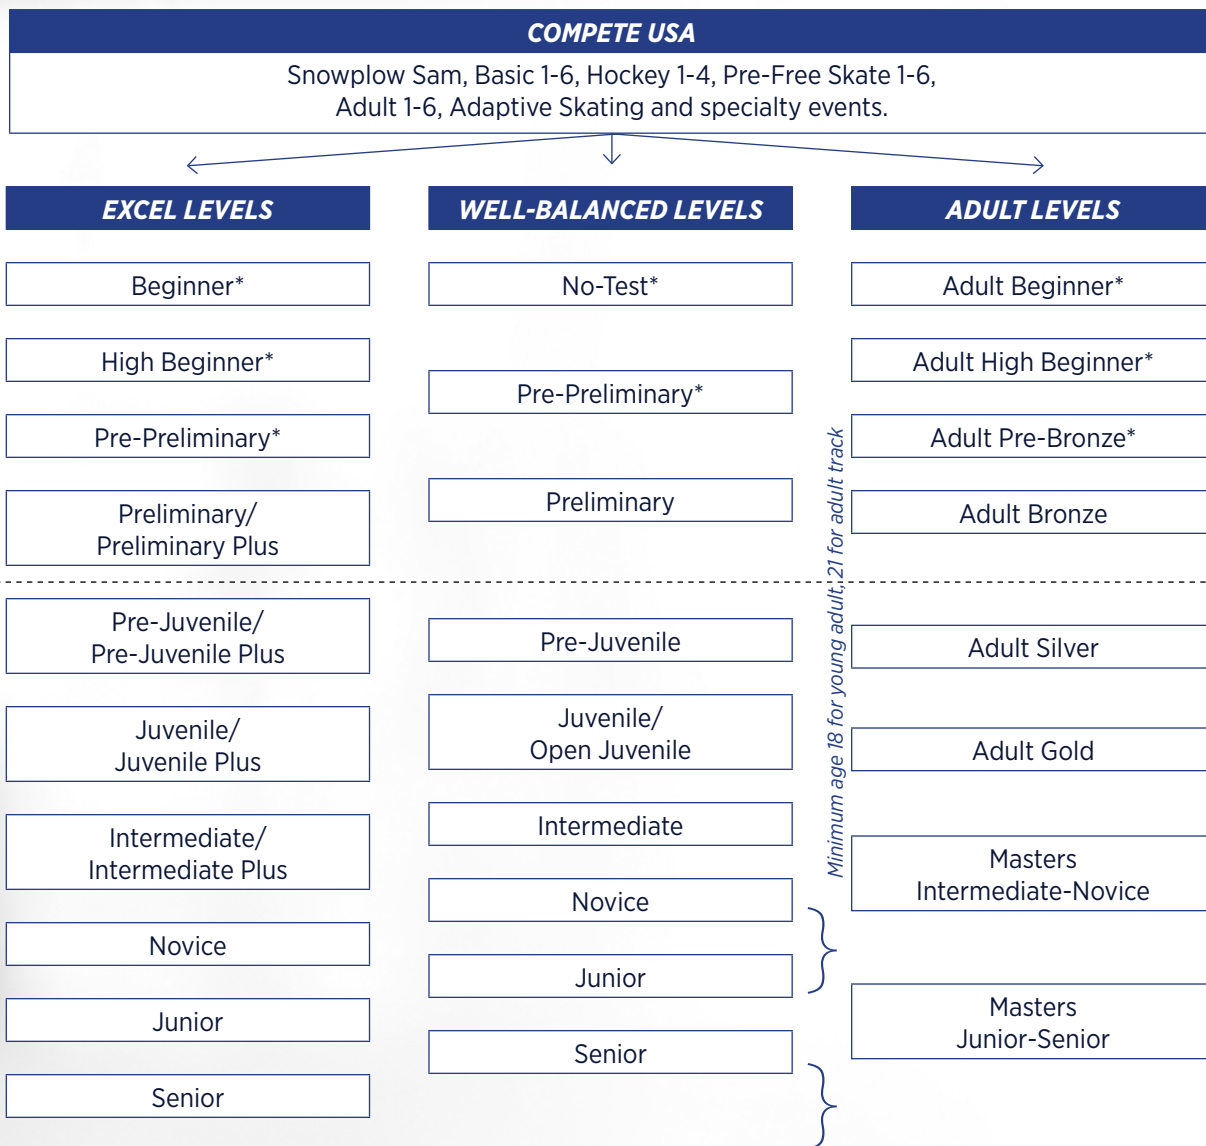 COMPETE USA
Snowplow Sam, Basic 1-6, Hockey 1-4, Pre-Free Skate 1-6,
Adult 1-6, Adaptive Skating and specialty events.
EXCEL LEVELS
Beginner*
High Beginner*
Pre-Preliminary*
Preliminary/
Preliminary Plus
Pre-Juvenile/
Pre-Juvenile Plus
Juvenile/
Juvenile Plus
Intermediate/
Intermediate Plus
Novice
Junior
Senior
WELL-BALANCED LEVELS
No-Test*
Pre-Preliminary*
Preliminary
Pre-Juvenile
Juvenile/
Open Juvenile
Intermediate
Novice
Junior
Senior
Minimum age 18 for young adult, 21 for adult track
ADULT LEVELS
Adult Beginner*
Adult High Beginner*
Adult Pre-Bronze*
Adult Bronze
Adult Silver
Adult Gold
Masters
Intermediate-Novice
Masters
Junior-Senior